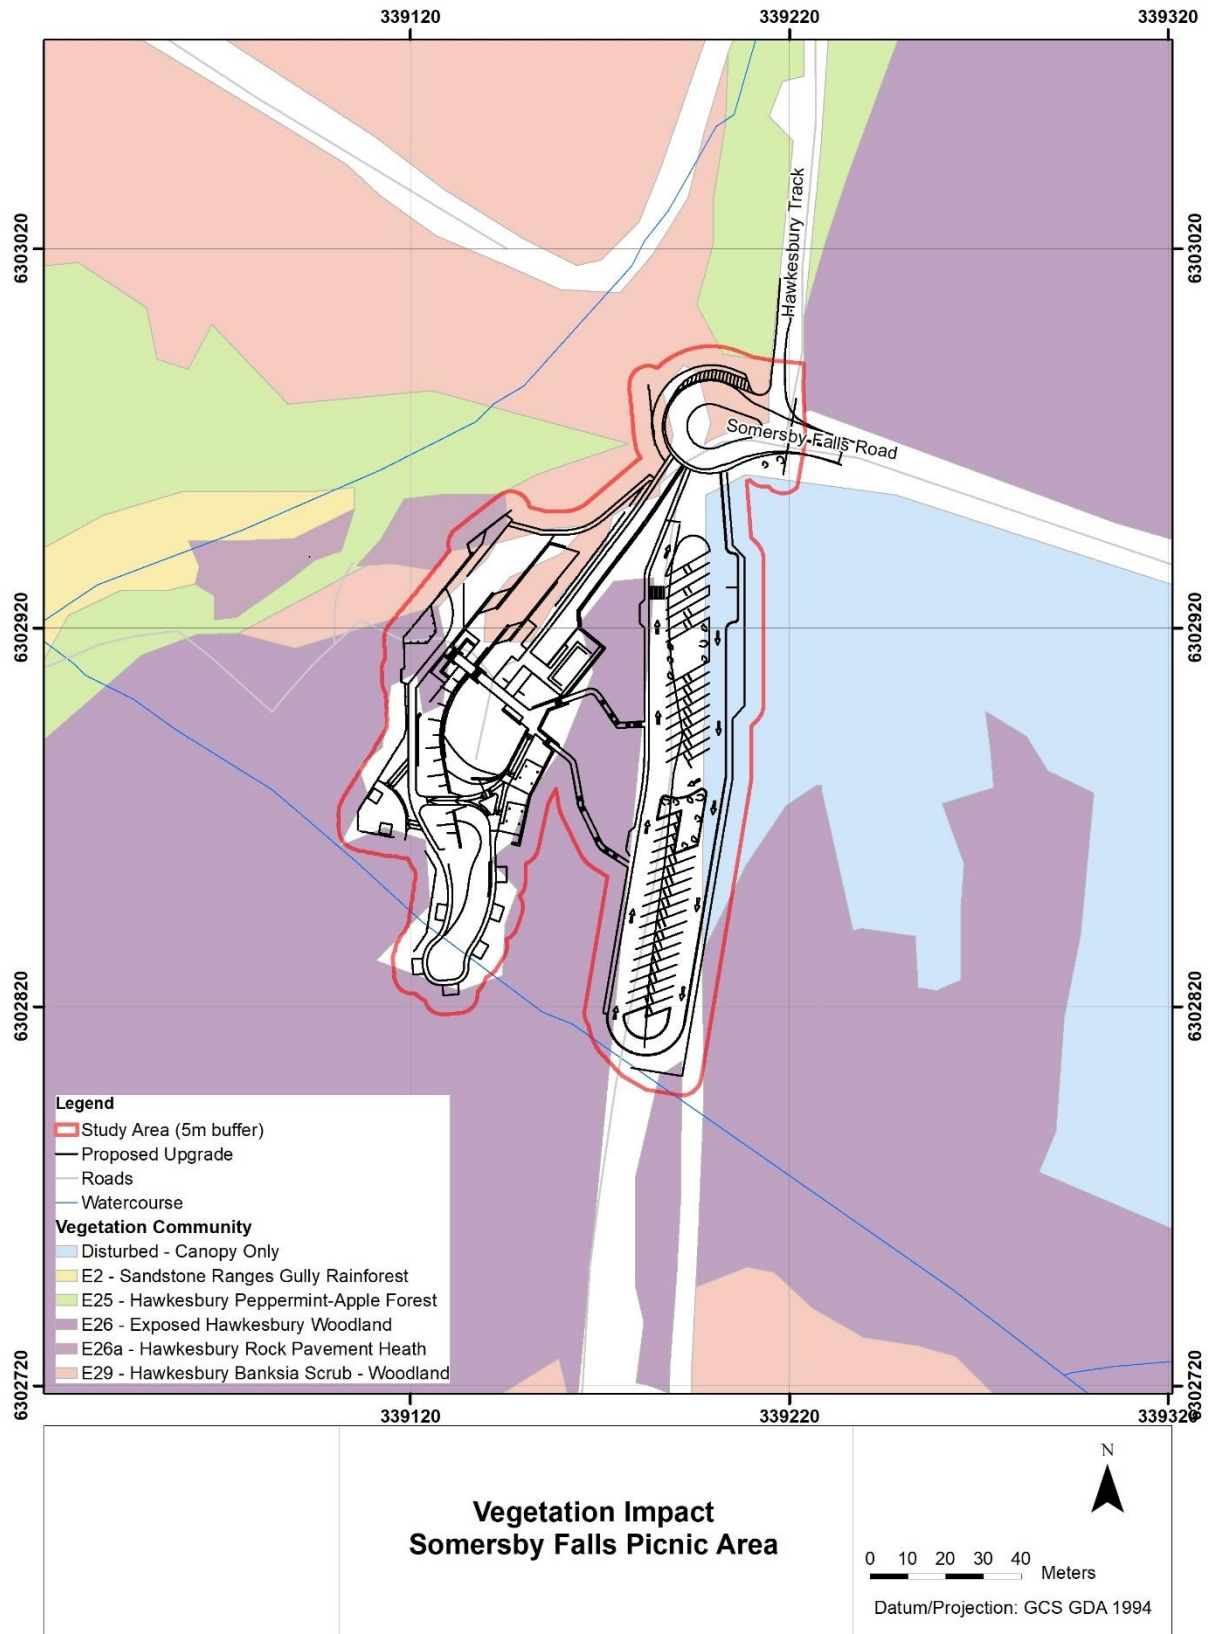 339120
339220
339320
6303020
6303020
Hawkesbury Track
Somersby Falls Road
6302920
6302920
6302820
6302820
Legend
Study Area (5m buffer)
Proposed Upgrade
Roads
Watercourse
Vegetation Community
Disturbed - Canopy Only
E2 - Sandstone Ranges Gully Rainforest
E25 - Hawkesbury Peppermint-Apple Forest
E26 - Exposed Hawkesbury Woodland
E26a - Hawkesbury Rock Pavement Heath
E29 - Hawkesbury Banksia Scrub - Woodland
6302720
6302720
339120
339220
339320
N
Vegetation Impact
Somersby Falls Picnic Area
0 10 20 30 40
Meters
Datum/Projection: GCS GDA 1994